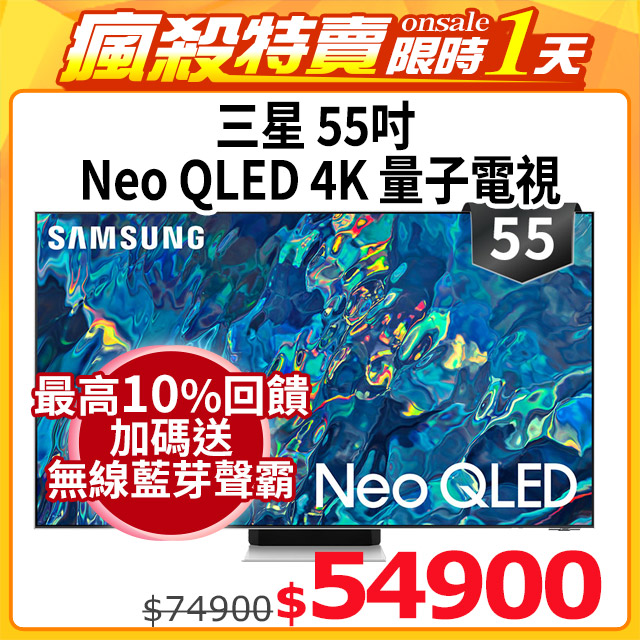 瘋殺特賣 onsale 限時1天
三星 55吋
Neo QLED 4K 量子電視
SAMSUNG
55
最高10%回饋
加碼送
無線藍芽聲霸
Neo QLED
$74900 $54900